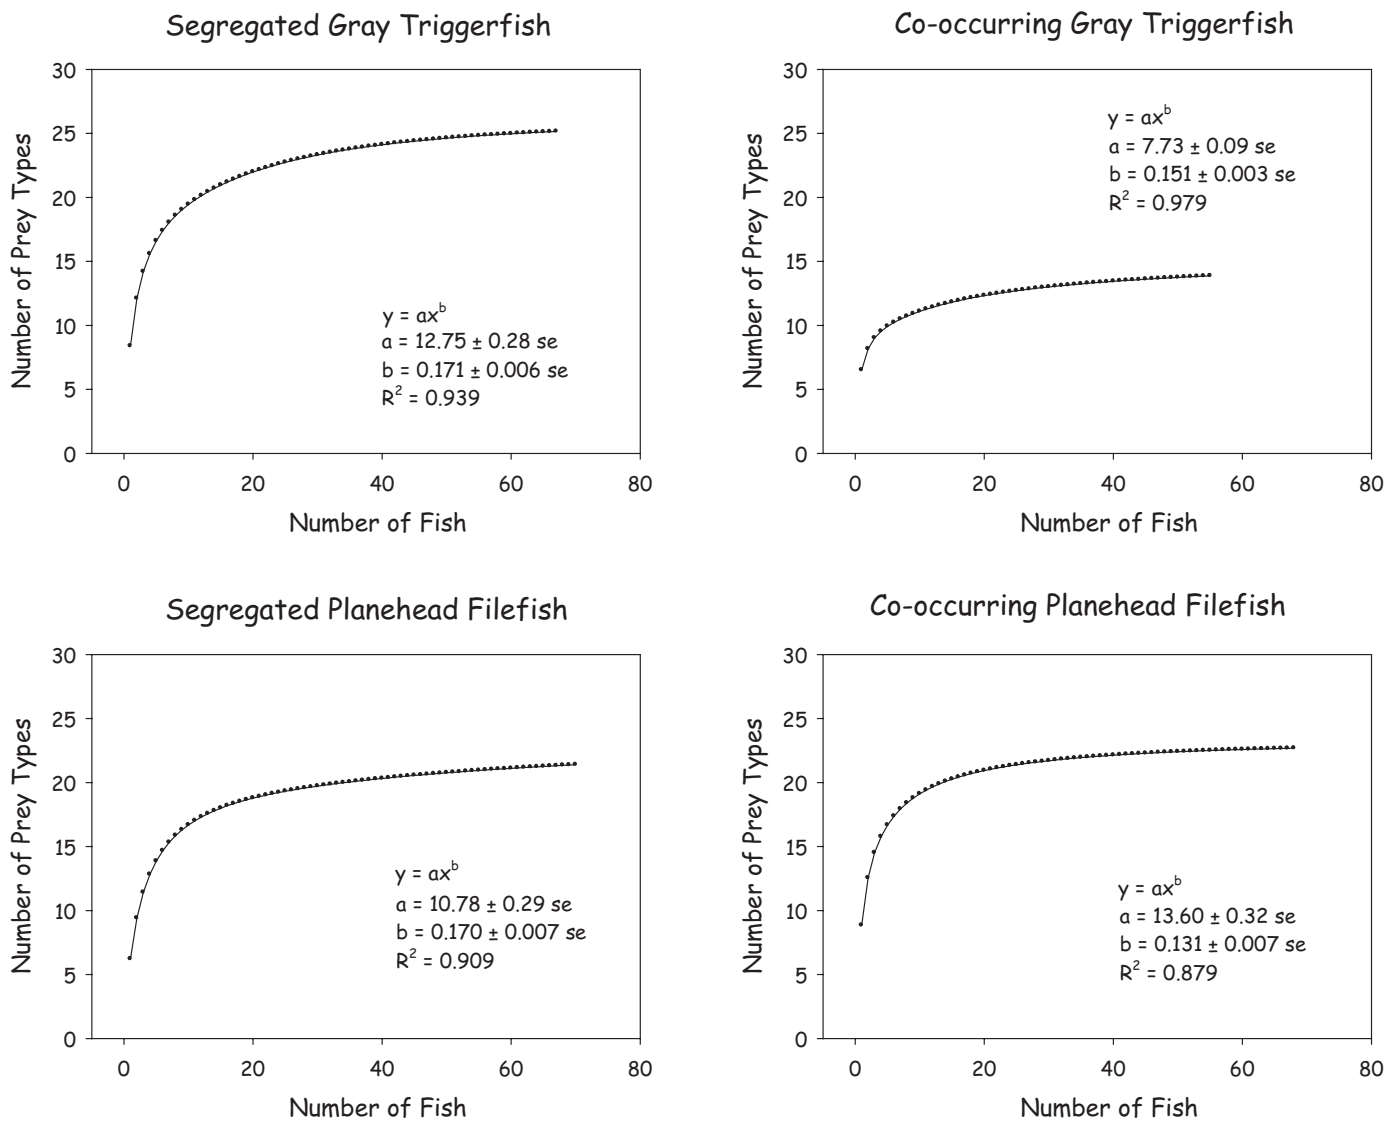 Segregated Gray Triggerfish
30
25
20
15
10
5
0
Number of Prey Types
y = ax^b
a = 12.75 ± 0.28 se
b = 0.171 ± 0.006 se
R² = 0.939
0 20 40 60 80
Number of Fish
Co-occurring Gray Triggerfish
30
25
20
15
10
5
0
Number of Prey Types
y = ax^b
a = 7.73 ± 0.09 se
b = 0.151 ± 0.003 se
R² = 0.979
0 20 40 60 80
Number of Fish
Segregated Planehead Filefish
30
25
20
15
10
5
0
Number of Prey Types
y = ax^b
a = 10.78 ± 0.29 se
b = 0.170 ± 0.007 se
R² = 0.909
0 20 40 60 80
Number of Fish
Co-occurring Planehead Filefish
30
25
20
15
10
5
0
Number of Prey Types
y = ax^b
a = 13.60 ± 0.32 se
b = 0.131 ± 0.007 se
R² = 0.879
0 20 40 60 80
Number of Fish